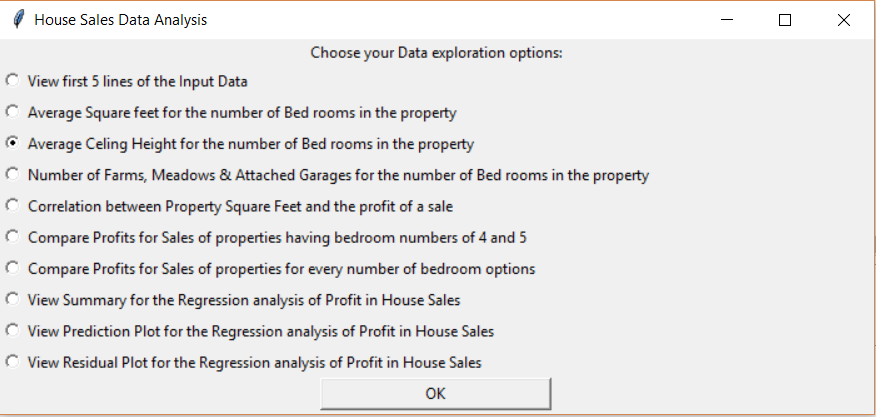 House Sales Data Analysis
Choose your Data exploration options:
View first 5 lines of the Input Data
Average Square feet for the number of Bed rooms in the property
Average Celing Height for the number of Bed rooms in the property
Number of Farms, Meadows & Attached Garages for the number of Bed rooms in the property
Correlation between Property Square Feet and the profit of a sale
Compare Profits for Sales of properties having bedroom numbers of 4 and 5
Compare Profits for Sales of properties for every number of bedroom options
View Summary for the Regression analysis of Profit in House Sales
View Prediction Plot for the Regression analysis of Profit in House Sales
View Residual Plot for the Regression analysis of Profit in House Sales
OK